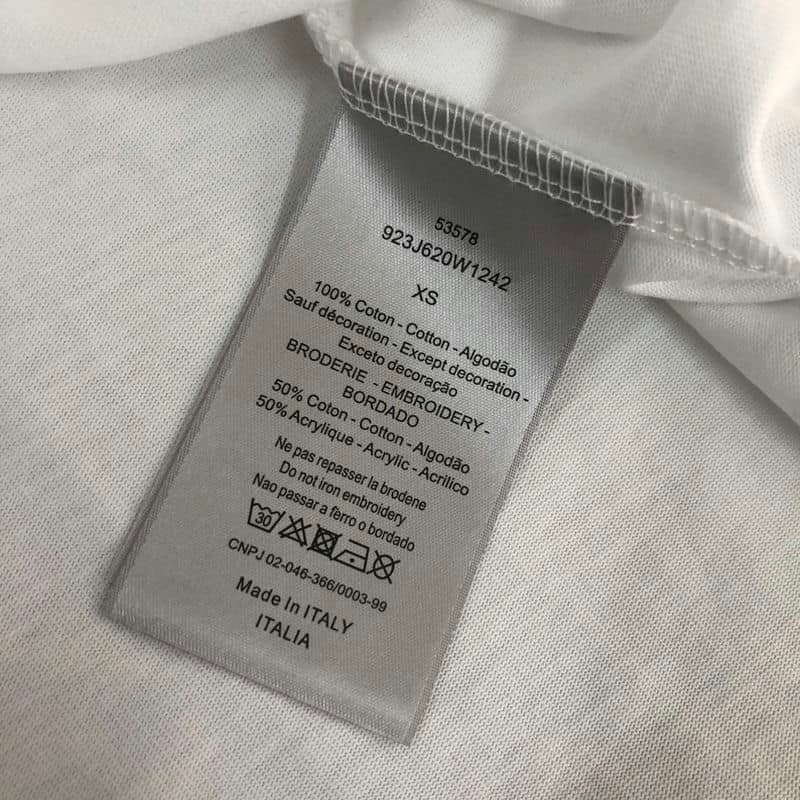 53578
923J620W1242
XS
100% Coton - Cotton - Algodão
Sauf décoration - Except decoration -
Exceto decoração
BRODERIE - EMBROIDERY -
BORDADO
50% Coton - Cotton - Algodão
50% Acrylique - Acrylic - Acrilico
Ne pas repasser la brodene
Do not iron embroidery
Nao passar a ferro o bordado
30
CNPJ 02-046-366/0003-99
Made In ITALY
ITALIA